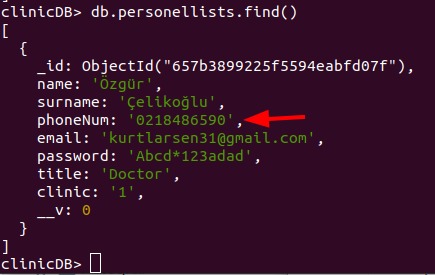 clinicDB> db.personellists.find()
[
  {
    _id: ObjectId("657b3899225f5594eabfd07f"),
    name: 'Özgür',
    surname: 'Çelikoğlu',
    phoneNum: '0218486590',
    email: 'kurtlarsen31@gmail.com',
    password: 'Abcd*123adad',
    title: 'Doctor',
    clinic: '1',
    __v: 0
  }
]
clinicDB>